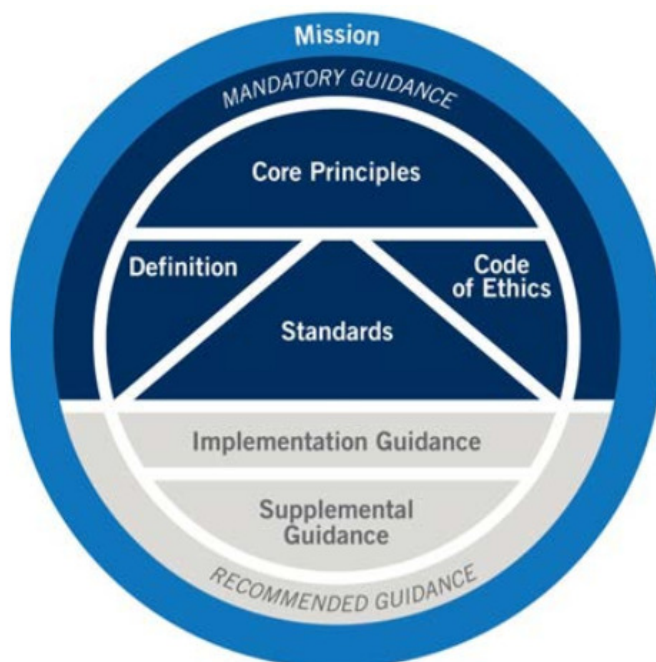 Mission
MANDATORY GUIDANCE
Core Principles
Definition
Code
of Ethics
Standards
Implementation Guidance
Supplemental
Guidance
RECOMMENDED GUIDANCE